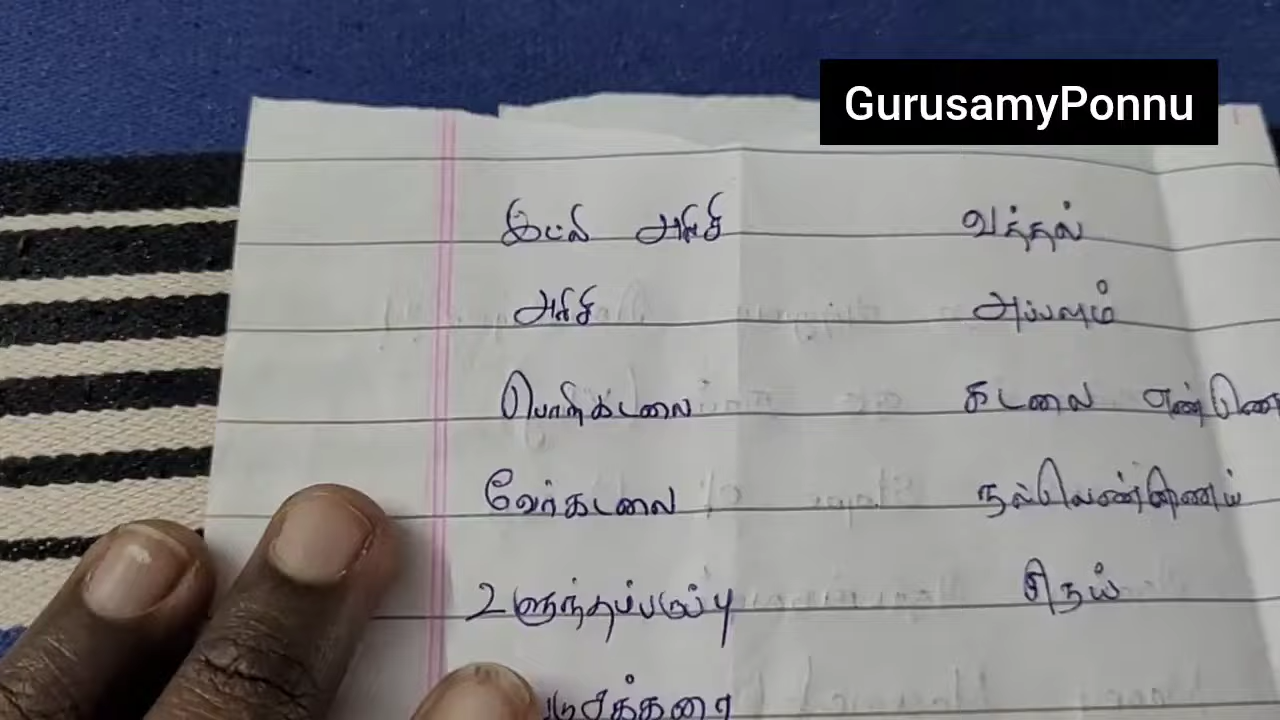 GurusamyPonnu
இட்லி அரிசி வத்தல்
அரிசி அப்பளம்
பொரிகடலை கடலை எண்ணெ
வேர்கடலை நல்லெண்ணெய்
உளுந்தப்பருப்பு நெய்